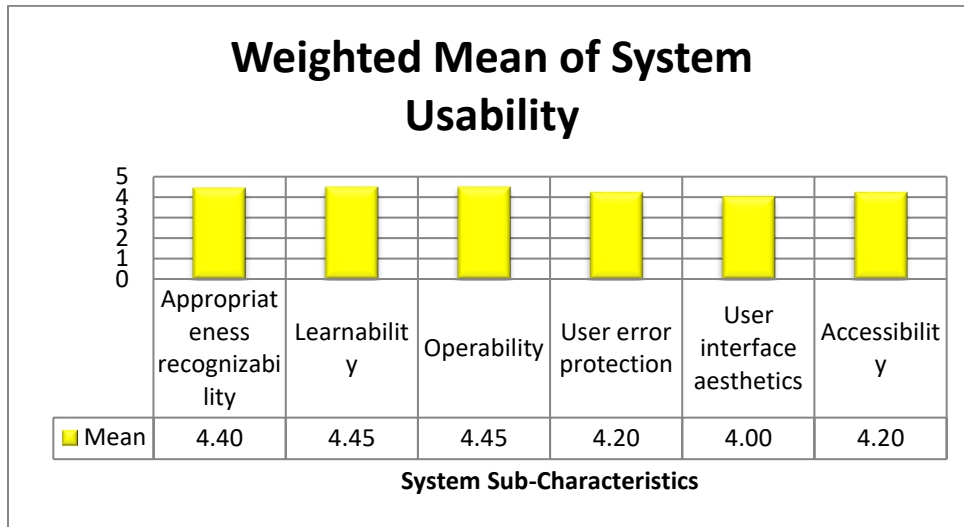 Weighted Mean of System
Usability
5
4
3
2
1
0
Appropriat
eness
recognizabi
lity
Learnabilit
y
Operability
User error
protection
User
interface
aesthetics
Accessibilit
y
Mean 4.40 4.45 4.45 4.20 4.00 4.20
System Sub-Characteristics